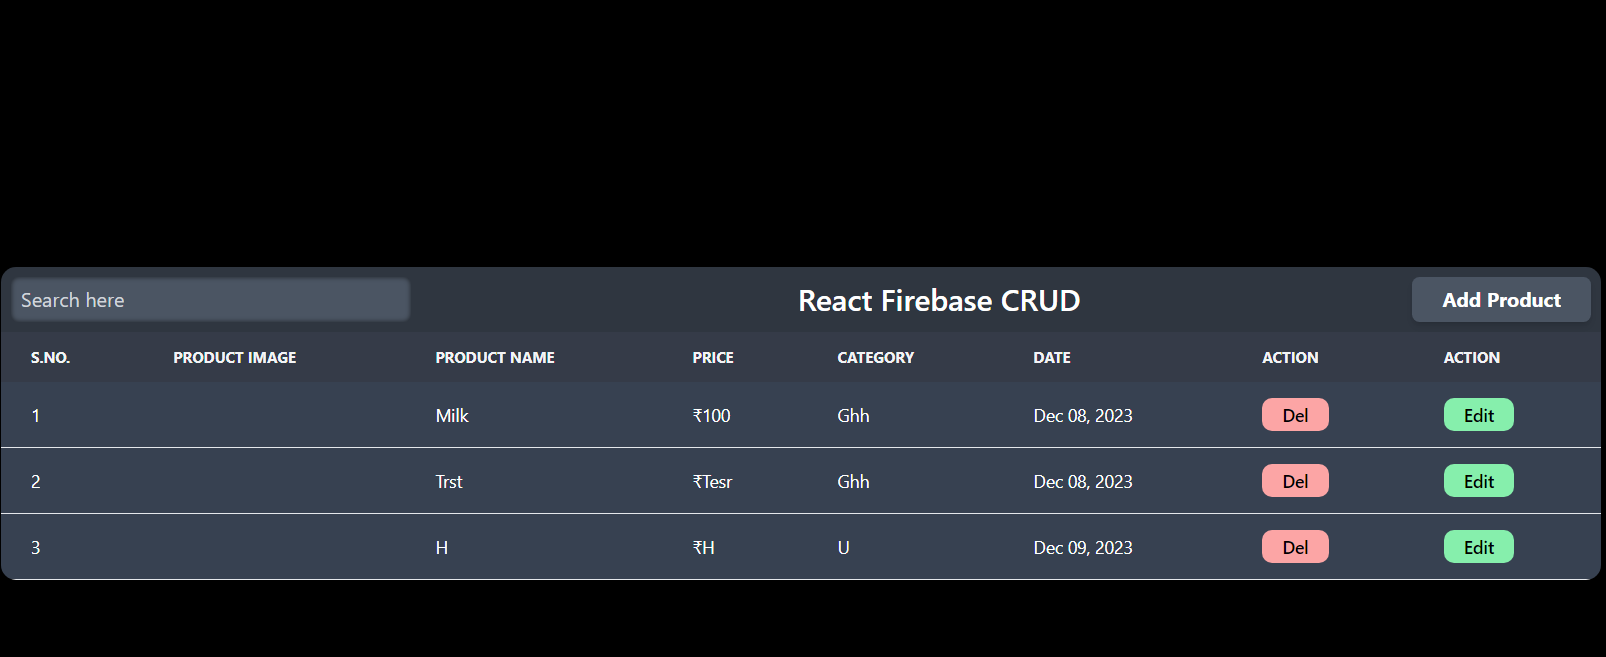 Search here React Firebase CRUD Add Product
S.NO. PRODUCT IMAGE PRODUCT NAME PRICE CATEGORY DATE ACTION ACTION
1 Milk ₹100 Ghh Dec 08, 2023 Del Edit
2 Trst ₹Tesr Ghh Dec 08, 2023 Del Edit
3 H ₹H U Dec 09, 2023 Del Edit